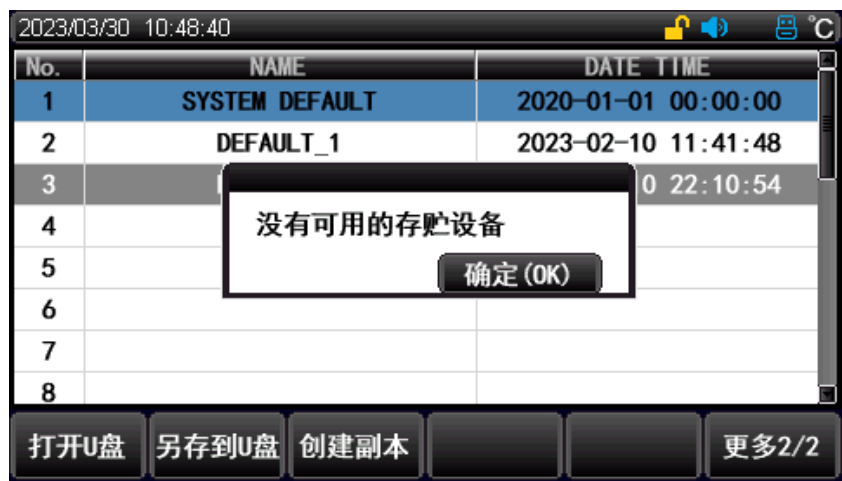 2023/03/30 10:48:40 °C
No. NAME DATE TIME
1 SYSTEM DEFAULT 2020-01-01 00:00:00
2 DEFAULT_1 2023-02-10 11:41:48
3 0 22:10:54
没有可用的存贮设备
确定(OK)
4
5
6
7
8
打开U盘 另存到U盘 创建副本 更多2/2